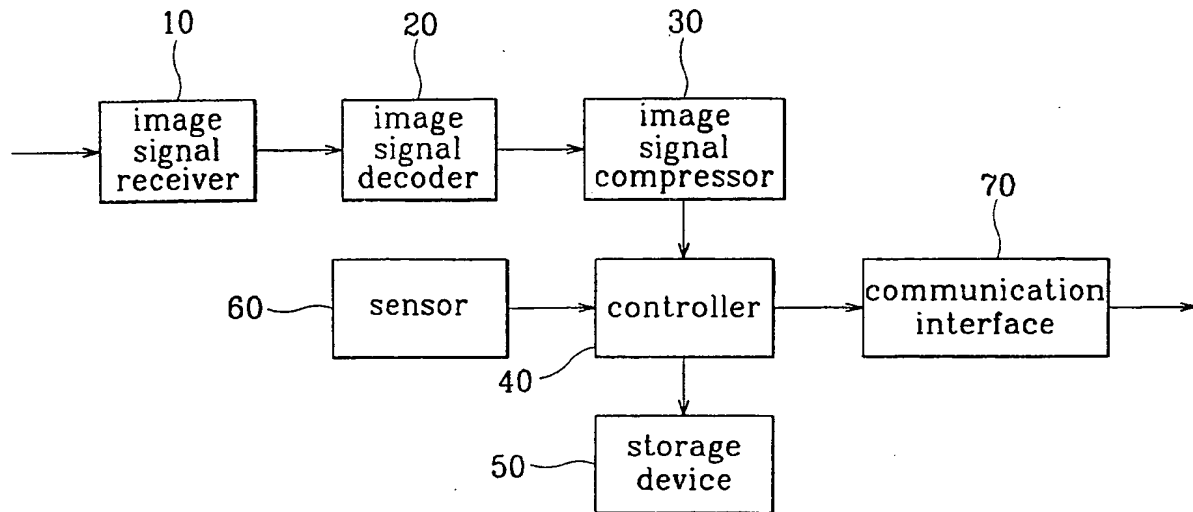 10
20
30
image
signal
receiver
image
signal
decoder
image
signal
compressor
70
60
sensor
controller
communication
interface
40
50
storage
device